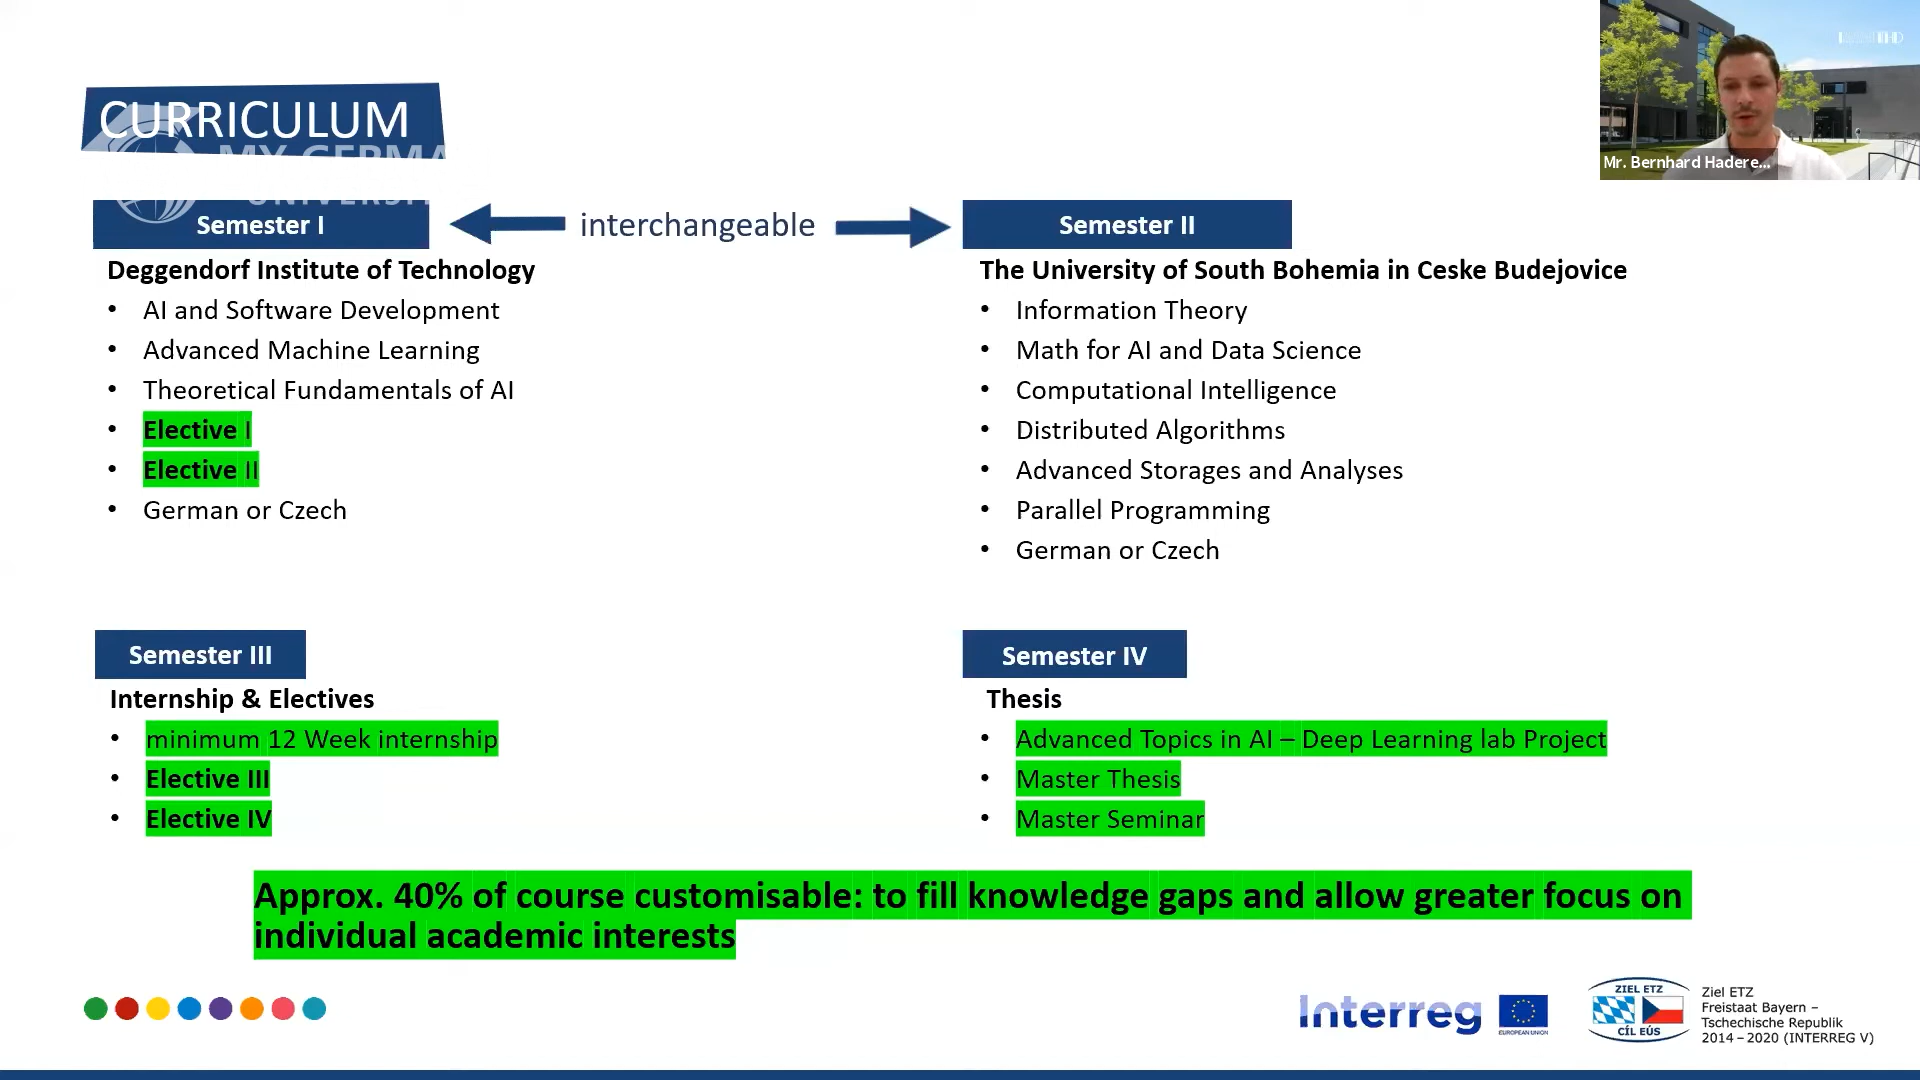 CURRICULUM
MY GERMA
UNIVERSI
Mr. Bernhard Hadere...
Semester I
interchangeable
Semester II
Deggendorf Institute of Technology
• AI and Software Development
• Advanced Machine Learning
• Theoretical Fundamentals of AI
• Elective I
• Elective II
• German or Czech
The University of South Bohemia in Ceske Budejovice
• Information Theory
• Math for AI and Data Science
• Computational Intelligence
• Distributed Algorithms
• Advanced Storages and Analyses
• Parallel Programming
• German or Czech
Semester III
Internship & Electives
• minimum 12 Week internship
• Elective III
• Elective IV
Semester IV
Thesis
• Advanced Topics in AI – Deep Learning lab Project
• Master Thesis
• Master Seminar
Approx. 40% of course customisable: to fill knowledge gaps and allow greater focus on
individual academic interests
Interreg
EUROPEAN UNION
ZIEL ETZ
CÍL EÚS
Ziel ETZ
Freistaat Bayern –
Tschechische Republik
2014 – 2020 (INTERREG V)